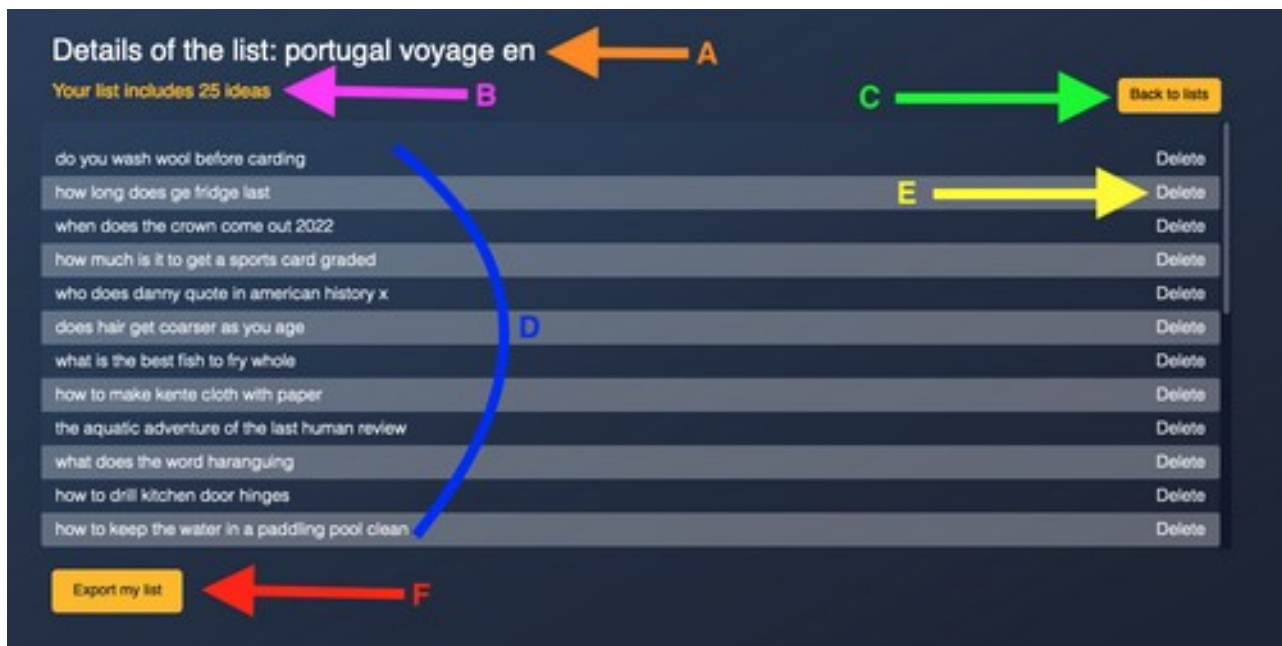 Details of the list: portugal voyage en A
Your list includes 25 ideas B C Back to lists
do you wash wool before carding Delete
how long does ge fridge last E Delete
when does the crown come out 2022 Delete
how much is it to get a sports card graded Delete
who does danny quote in american history x Delete
does hair get coarser as you age D Delete
what is the best fish to fry whole Delete
how to make kente cloth with paper Delete
the aquatic adventure of the last human review Delete
what does the word haranguing Delete
how to drill kitchen door hinges Delete
how to keep the water in a paddling pool clean Delete
Export my list F